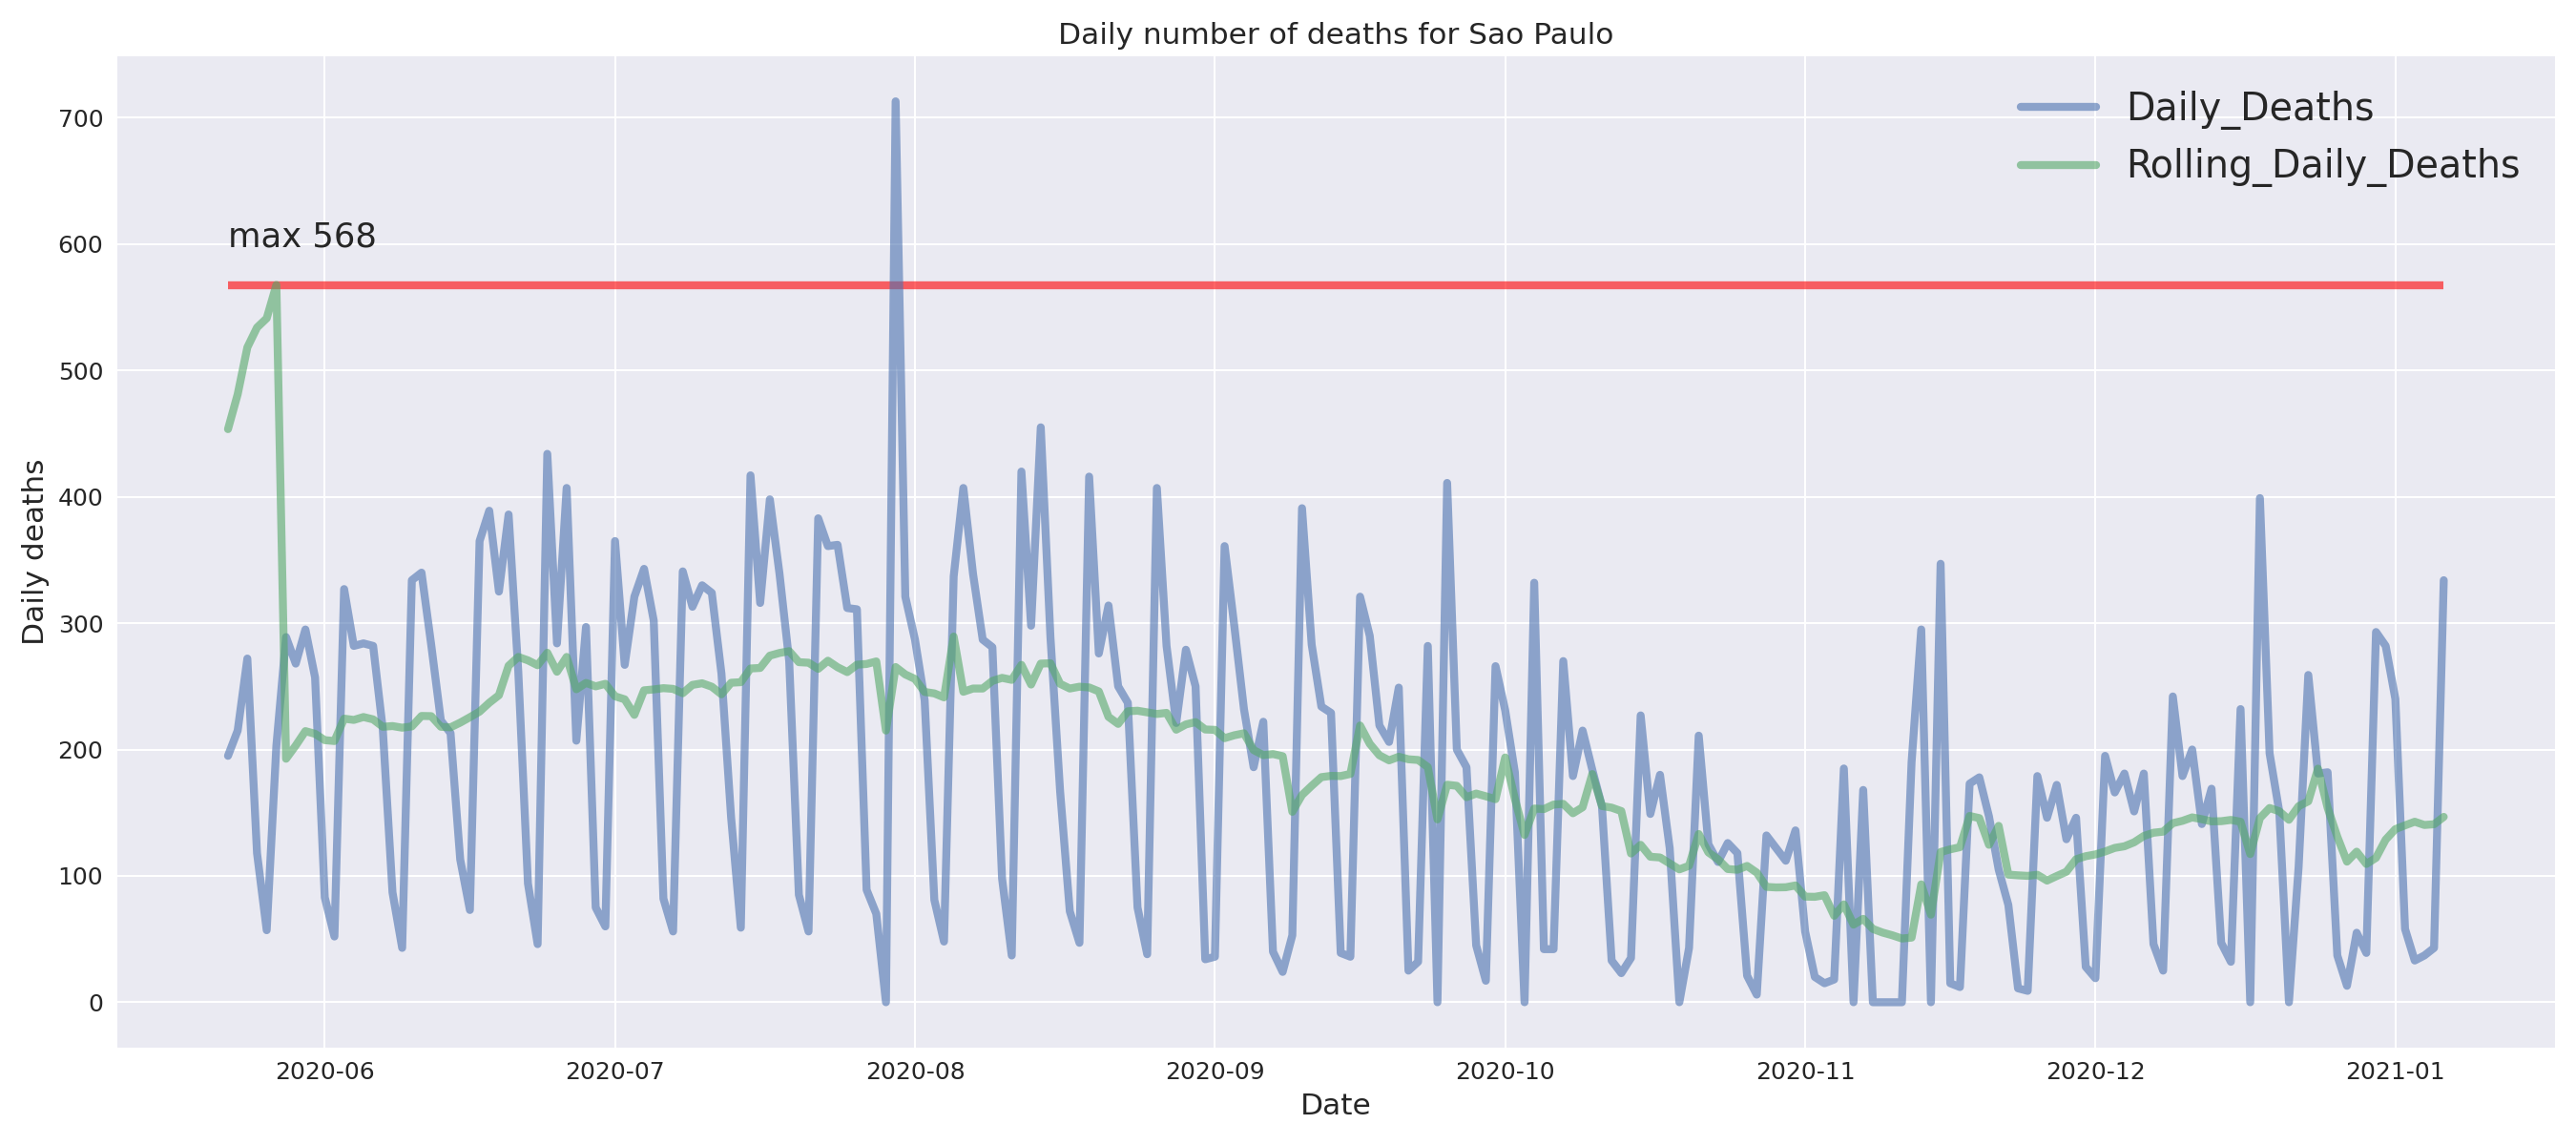 Daily number of deaths for Sao Paulo
Daily_Deaths
Rolling_Daily_Deaths
max 568
Daily deaths
700
600
500
400
300
200
100
0
2020-06 2020-07 2020-08 2020-09 2020-10 2020-11 2020-12 2021-01
Date